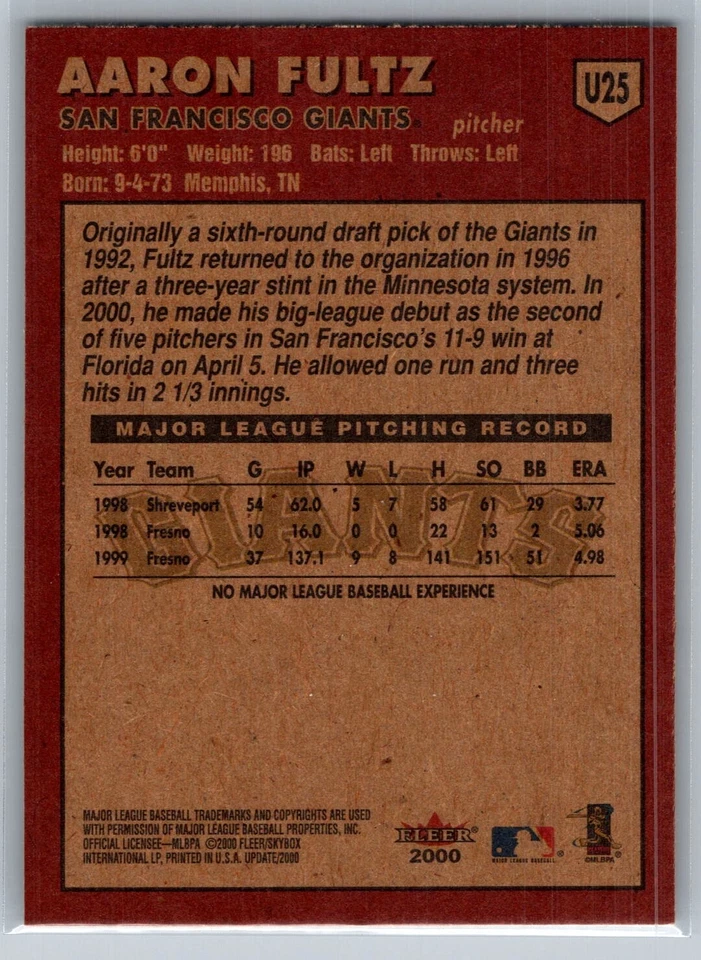 AARON FULTZ
U25
SAN FRANCISCO GIANTS® pitcher
Height: 6'0" Weight: 196 Bats: Left Throws: Left
Born: 9-4-73 Memphis, TN
Originally a sixth-round draft pick of the Giants in
1992, Fultz returned to the organization in 1996
after a three-year stint in the Minnesota system. In
2000, he made his big-league debut as the second
of five pitchers in San Francisco's 11-9 win at
Florida on April 5. He allowed one run and three
hits in 2 1/3 innings.
MAJOR LEAGUE PITCHING RECORD
Year Team G IP W L H SO BB ERA
1998 Shreveport 54 62.0 5 7 58 61 29 3.77
1998 Fresno 10 16.0 0 0 22 13 2 5.06
1999 Fresno 37 137.1 9 8 141 151 51 4.98
GIANTS
NO MAJOR LEAGUE BASEBALL EXPERIENCE
MAJOR LEAGUE BASEBALL TRADEMARKS AND COPYRIGHTS ARE USED
WITH PERMISSION OF MAJOR LEAGUE BASEBALL PROPERTIES, INC.
OFFICIAL LICENSEE—MLBPA ©2000 FLEER/SKYBOX
INTERNATIONAL LP, PRINTED IN U.S.A. UPDATE/2000
FLEER
2000
MAJOR LEAGUE BASEBALL
®
©MLBPA